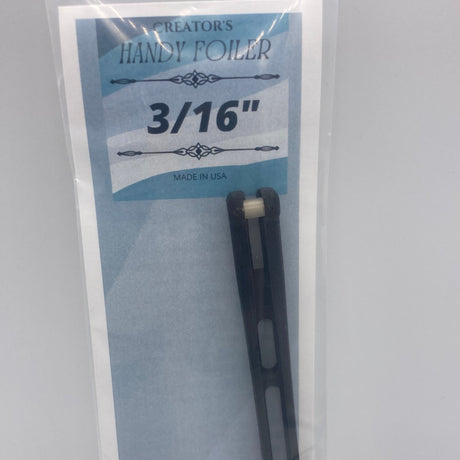 CREATOR'S
HANDY FOILER
3/16"
MADE IN USA